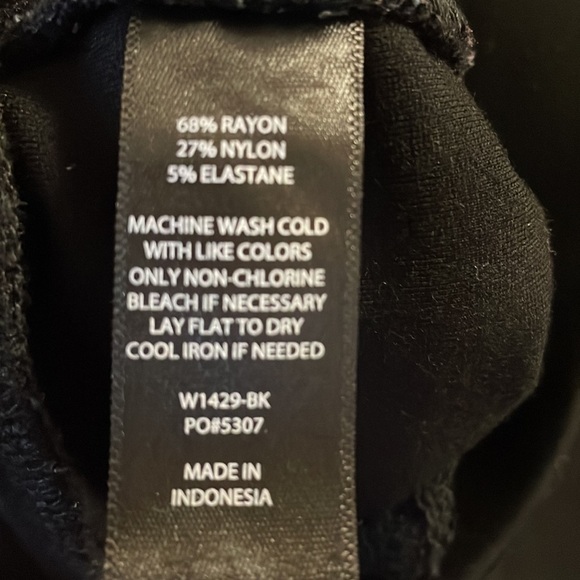 68% RAYON
27% NYLON
5% ELASTANE
MACHINE WASH COLD
WITH LIKE COLORS
ONLY NON-CHLORINE
BLEACH IF NECESSARY
LAY FLAT TO DRY
COOL IRON IF NEEDED
W1429-BK
PO#5307
MADE IN
INDONESIA